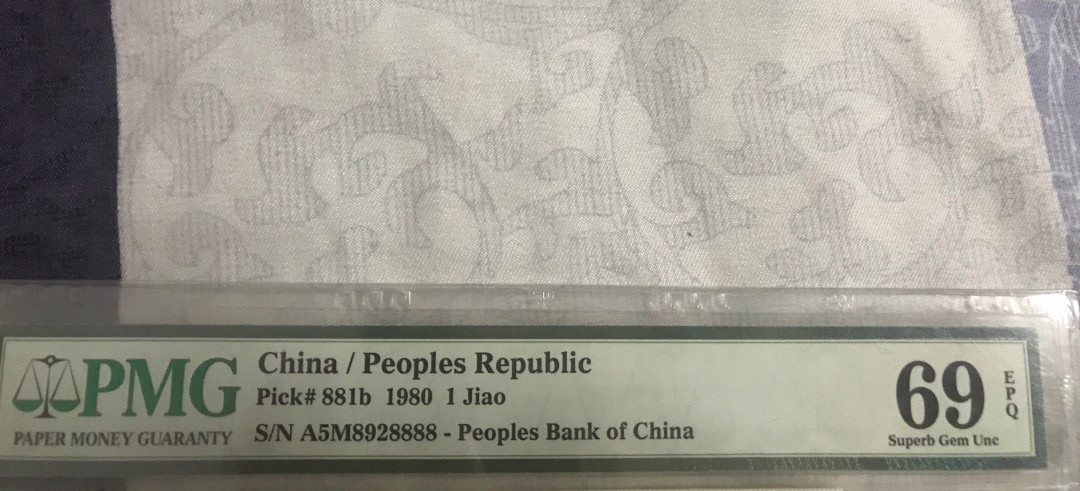 PMG
PAPER MONEY GUARANTY
China / Peoples Republic
Pick# 881b 1980 1 Jiao
S/N A5M8928888 - Peoples Bank of China
69
EPQ
Superb Gem Unc